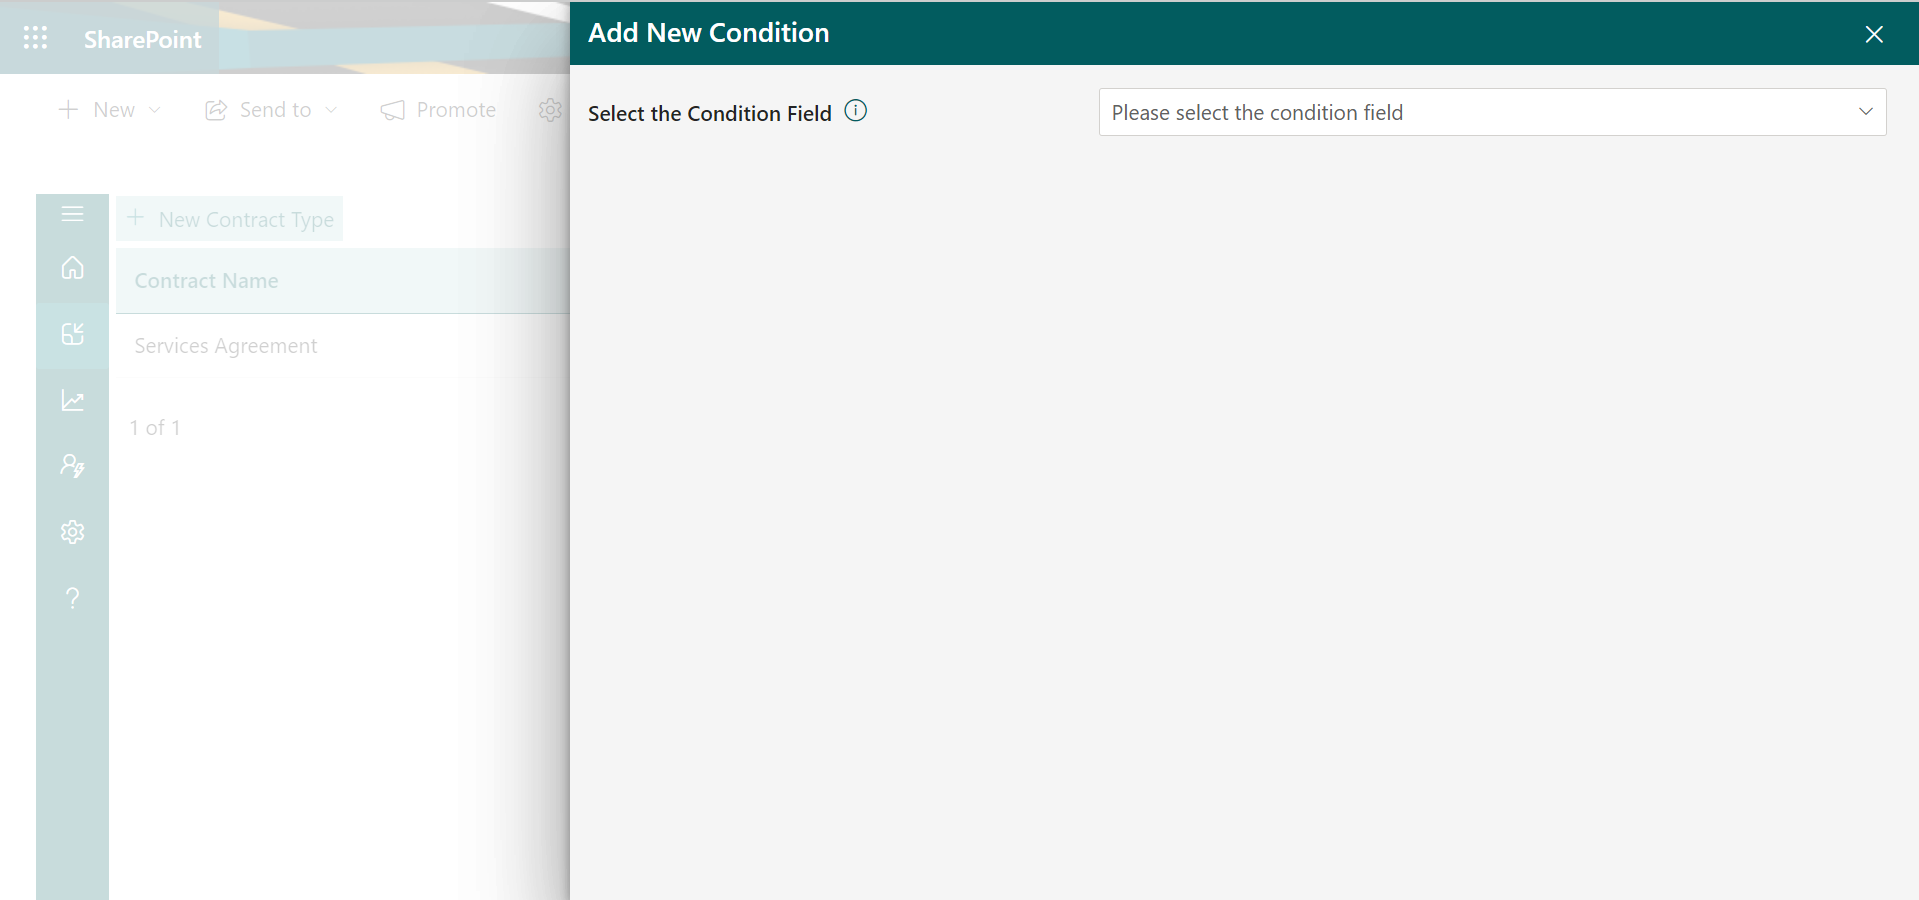 SharePoint
Add New Condition
New
Send to
Promote
Select the Condition Field
Please select the condition field
New Contract Type
Contract Name
Services Agreement
1 of 1